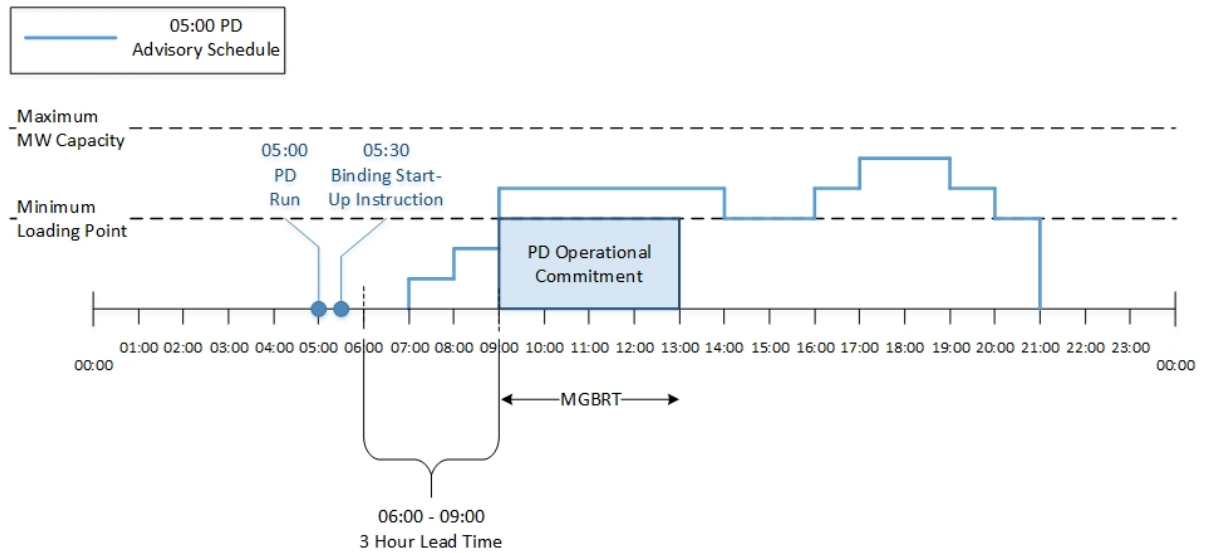 05:00 PD
Advisory Schedule
Maximum
MW Capacity
05:00
PD
Run
05:30
Binding Start-
Up Instruction
Minimum
Loading Point
PD Operational
Commitment
00:00
01:00 02:00 03:00 04:00 05:00 06:00 07:00 08:00 09:00 10:00 11:00 12:00 13:00 14:00 15:00 16:00 17:00 18:00 19:00 20:00 21:00 22:00 23:00
00:00
MGBRT
06:00 - 09:00
3 Hour Lead Time